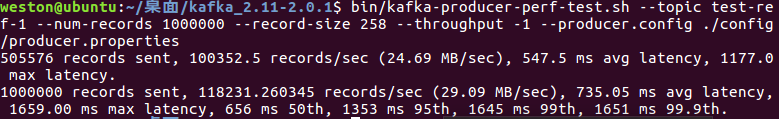 weston@ubuntu:~/桌面/kafka_2.11-2.0.1$ bin/kafka-producer-perf-test.sh --topic test-re
f-1 --num-records 1000000 --record-size 258 --throughput -1 --producer.config ./config
/producer.properties
505576 records sent, 100352.5 records/sec (24.69 MB/sec), 547.5 ms avg latency, 1177.0
 max latency.
1000000 records sent, 118231.260345 records/sec (29.09 MB/sec), 735.05 ms avg latency,
 1659.00 ms max latency, 656 ms 50th, 1353 ms 95th, 1645 ms 99th, 1651 ms 99.9th.